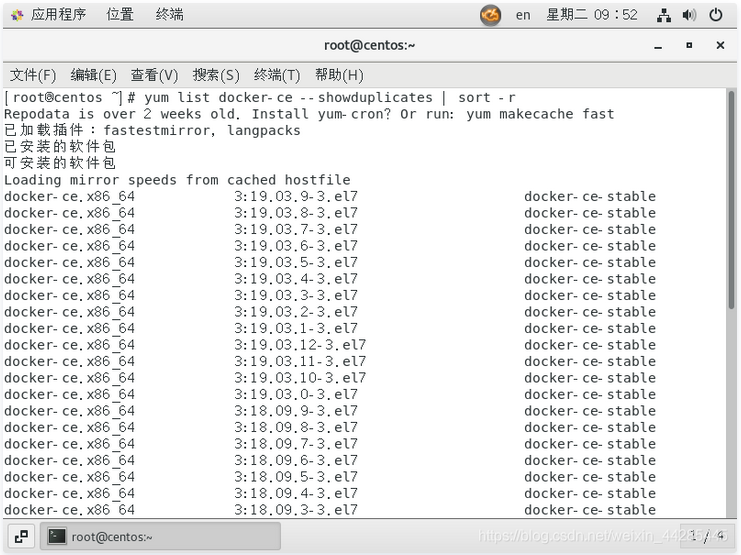 应用程序 位置 终端 en 星期二 09：52
root@centos:~
文件(F) 编辑(E) 查看(V) 搜索(S) 终端(T) 帮助(H)
[root@centos ~]# yum list docker-ce --showduplicates | sort -r
Repodata is over 2 weeks old. Install yum-cron? Or run: yum makecache fast
已加载插件：fastestmirror, langpacks
已安装的软件包
可安装的软件包
Loading mirror speeds from cached hostfile
docker-ce.x86_64 3:19.03.9-3.el7 docker-ce-stable
docker-ce.x86_64 3:19.03.8-3.el7 docker-ce-stable
docker-ce.x86_64 3:19.03.7-3.el7 docker-ce-stable
docker-ce.x86_64 3:19.03.6-3.el7 docker-ce-stable
docker-ce.x86_64 3:19.03.5-3.el7 docker-ce-stable
docker-ce.x86_64 3:19.03.4-3.el7 docker-ce-stable
docker-ce.x86_64 3:19.03.3-3.el7 docker-ce-stable
docker-ce.x86_64 3:19.03.2-3.el7 docker-ce-stable
docker-ce.x86_64 3:19.03.1-3.el7 docker-ce-stable
docker-ce.x86_64 3:19.03.12-3.el7 docker-ce-stable
docker-ce.x86_64 3:19.03.11-3.el7 docker-ce-stable
docker-ce.x86_64 3:19.03.10-3.el7 docker-ce-stable
docker-ce.x86_64 3:19.03.0-3.el7 docker-ce-stable
docker-ce.x86_64 3:18.09.9-3.el7 docker-ce-stable
docker-ce.x86_64 3:18.09.8-3.el7 docker-ce-stable
docker-ce.x86_64 3:18.09.7-3.el7 docker-ce-stable
docker-ce.x86_64 3:18.09.6-3.el7 docker-ce-stable
docker-ce.x86_64 3:18.09.5-3.el7 docker-ce-stable
docker-ce.x86_64 3:18.09.4-3.el7 docker-ce-stable
docker-ce.x86_64 3:18.09.3-3.el7 docker-ce-stable
root@centos:~ 1 / 4